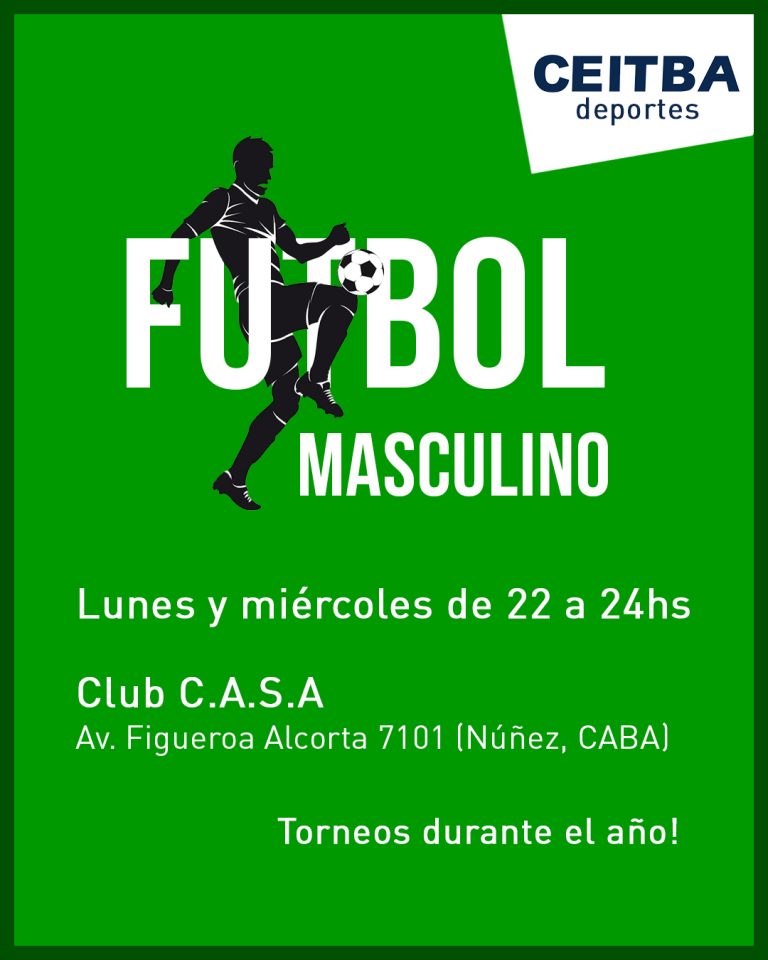 CEITBA
deportes
FUTBOL
MASCULINO
Lunes y miércoles de 22 a 24hs
Club C.A.S.A
Av. Figueroa Alcorta 7101 (Núñez, CABA)
Torneos durante el año!